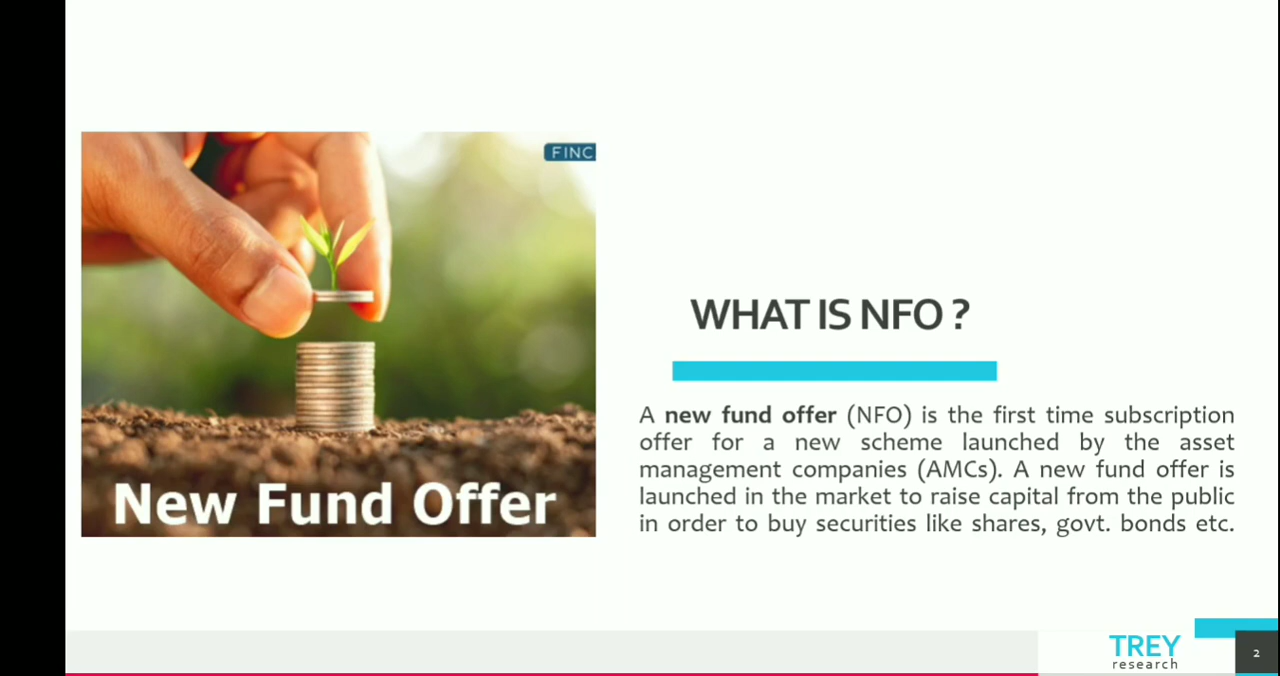 FINC
New Fund Offer
WHAT IS NFO ?
A new fund offer (NFO) is the first time subscription
offer for a new scheme launched by the asset
management companies (AMCs). A new fund offer is
launched in the market to raise capital from the public
in order to buy securities like shares, govt. bonds etc.
TREY
research
2